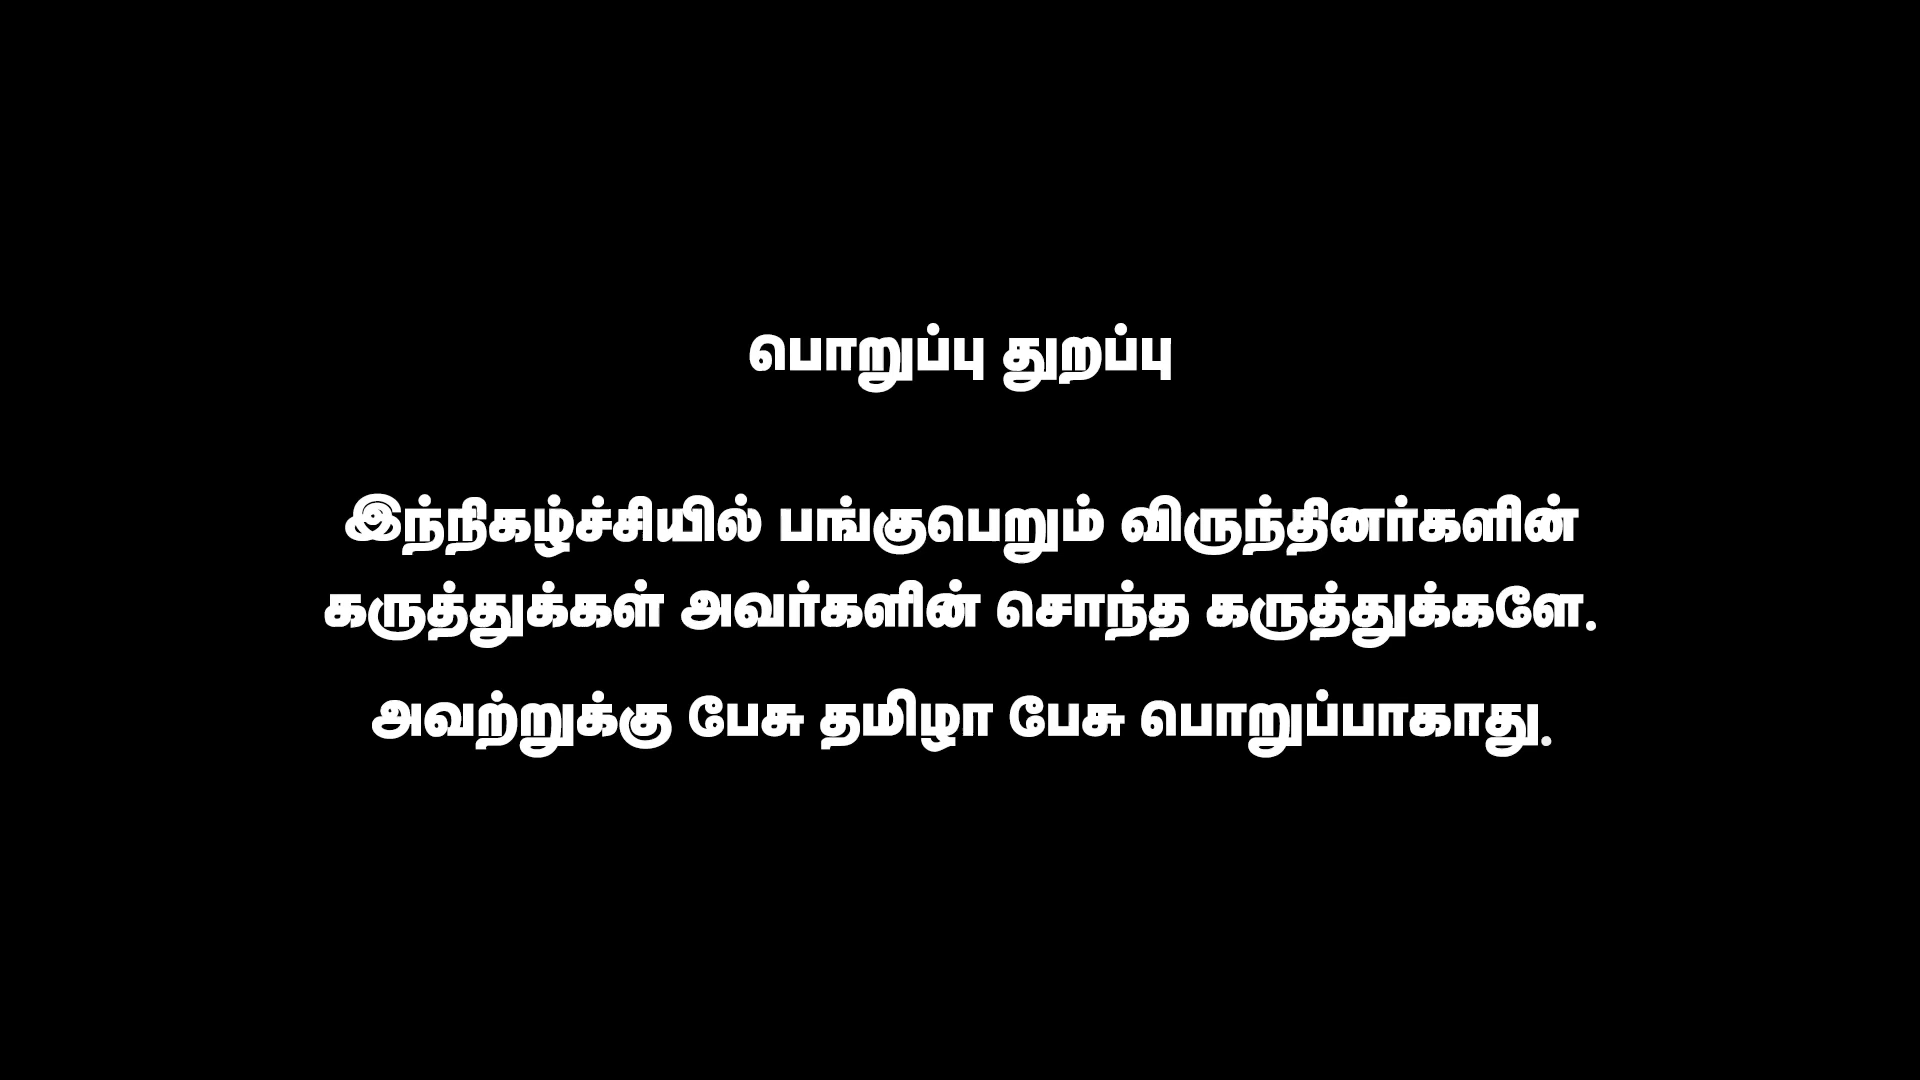 பொறுப்பு துறப்பு
இந்நிகழ்ச்சியில் பங்குபெறும் விருந்தினர்களின்
கருத்துக்கள் அவர்களின் சொந்த கருத்துக்களே.
அவற்றுக்கு பேசு தமிழா பேசு பொறுப்பாகாது.